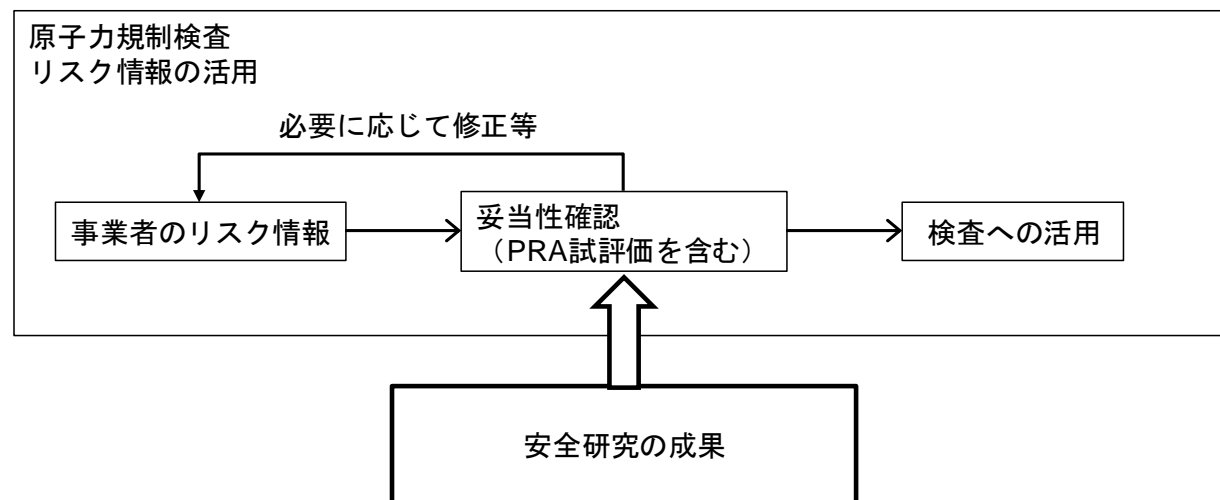 原子力規制検査
リスク情報の活用
必要に応じて修正等
事業者のリスク情報
妥当性確認
（PRA試評価を含む）
検査への活用
安全研究の成果